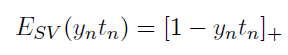 E_{SV}(y_n t_n) = [1 − y_n t_n]_+